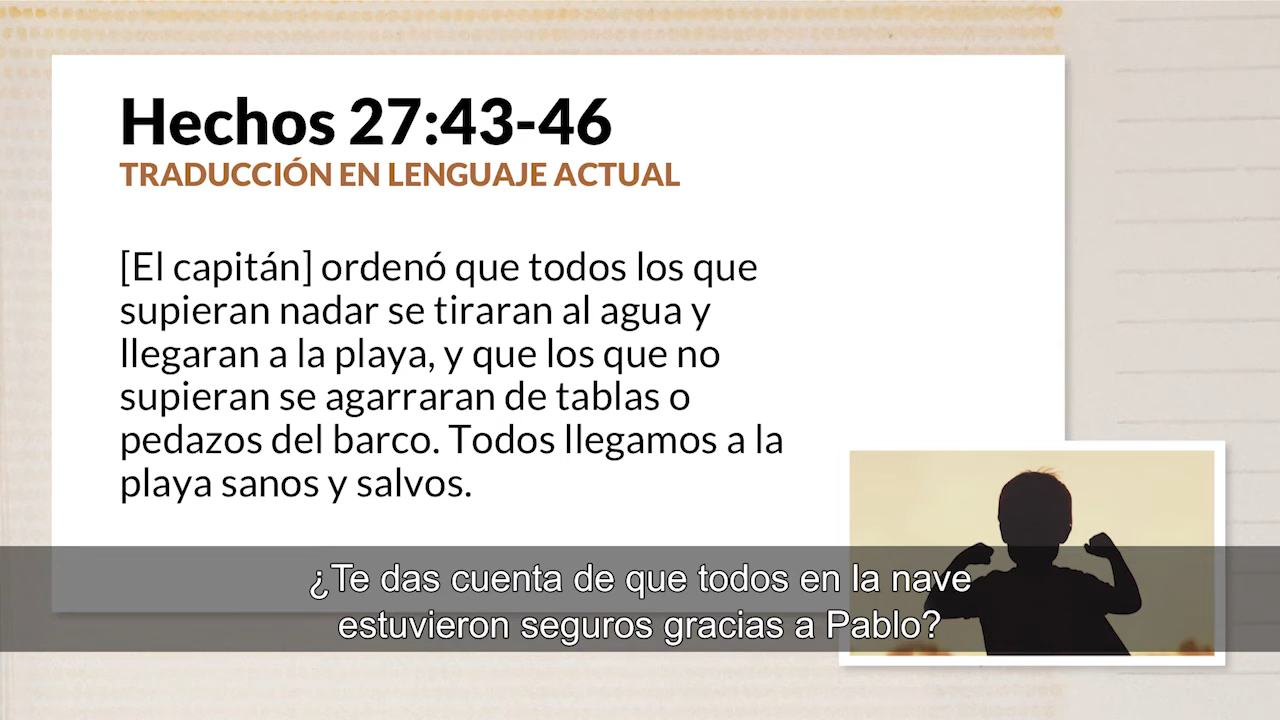 Hechos 27:43-46
TRADUCCIÓN EN LENGUAJE ACTUAL
[El capitán] ordenó que todos los que
supieran nadar se tiraran al agua y
llegaran a la playa, y que los que no
supieran se agarraran de tablas o
pedazos del barco. Todos llegamos a la
playa sanos y salvos.
¿Te das cuenta de que todos en la nave
estuvieron seguros gracias a Pablo?